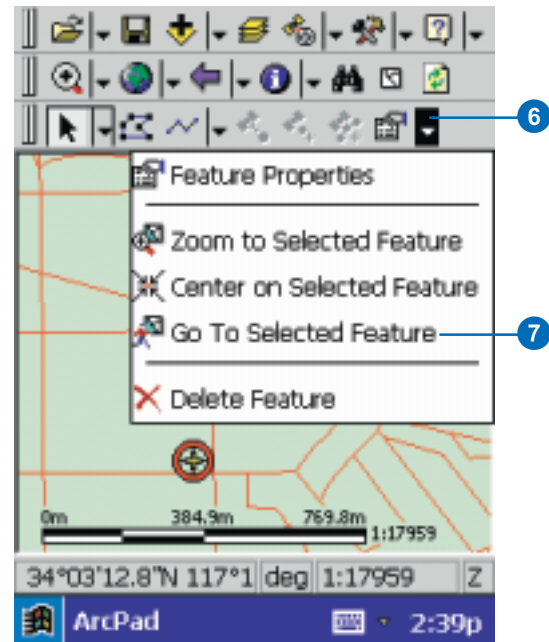 6
Feature Properties
Zoom to Selected Feature
Center on Selected Feature
Go To Selected Feature
7
Delete Feature
0m 384.9m 769.8m
1:17959
34°03'12.8"N 117°1 deg 1:17959 Z
ArcPad 2:39p